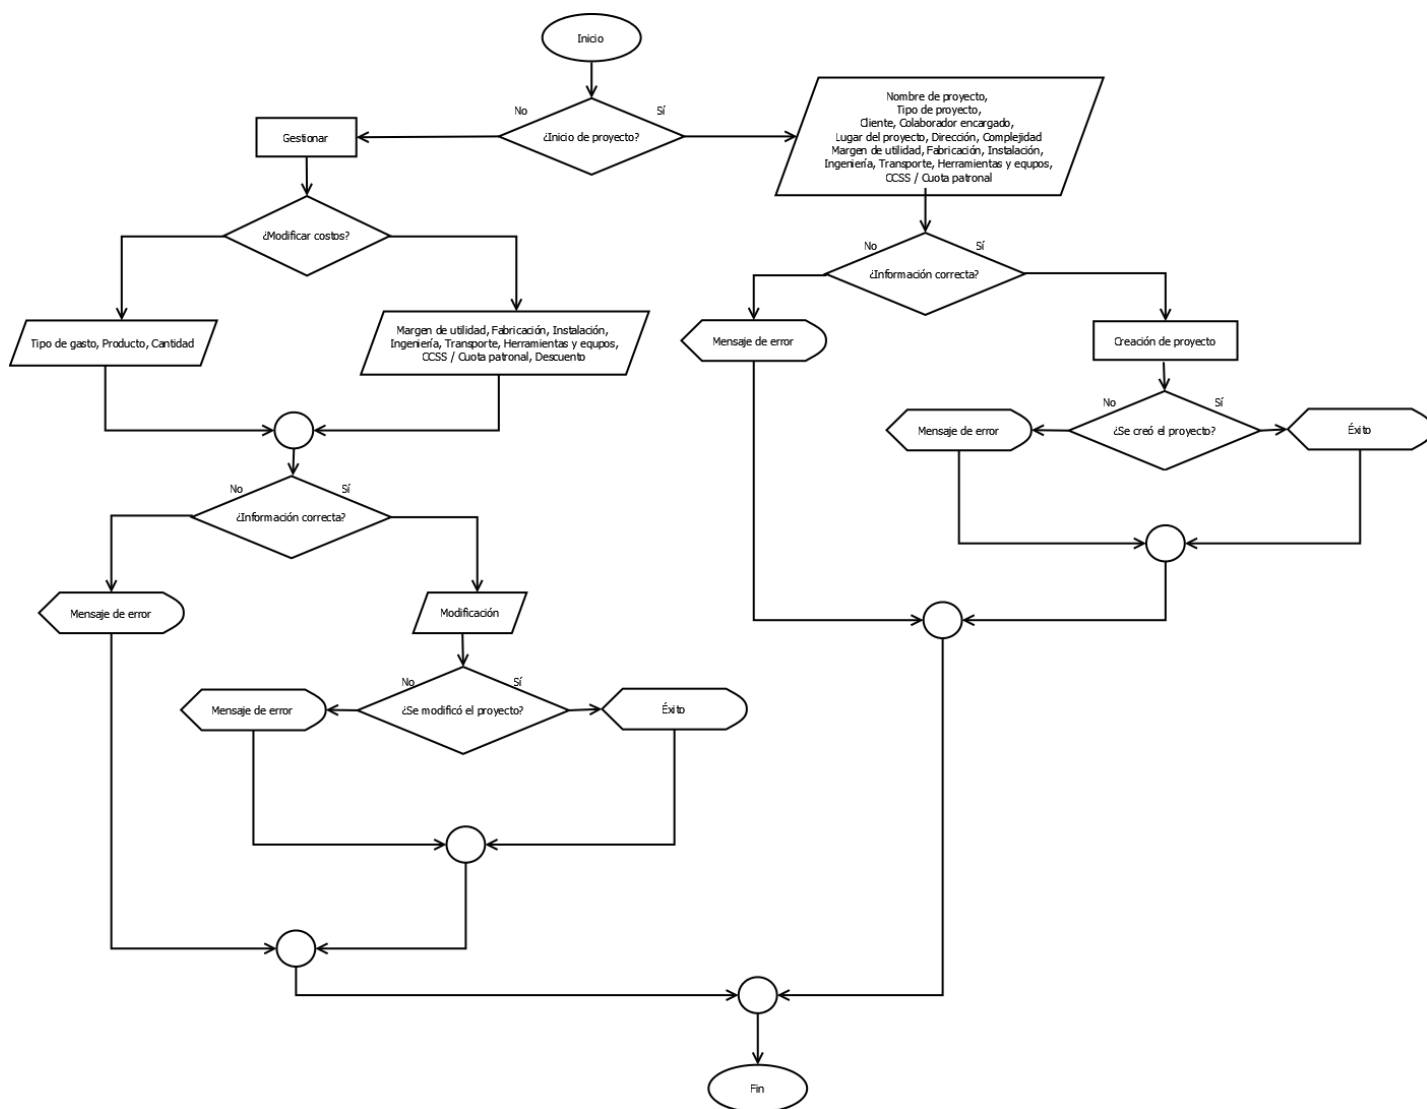 Inicio
No
Sí
¿Inicio de proyecto?
Gestionar
Nombre de proyecto,
Tipo de proyecto,
Cliente, Colaborador encargado,
Lugar del proyecto, Dirección, Complejidad
Margen de utilidad, Fabricación, Instalación,
Ingeniería, Transporte, Herramientas y equpos,
CCSS / Cuota patronal
¿Modificar costos?
No
Sí
¿Información correcta?
Tipo de gasto, Producto, Cantidad
Margen de utilidad, Fabricación, Instalación,
Ingeniería, Transporte, Herramientas y equpos,
CCSS / Cuota patronal, Descuento
Mensaje de error
Creación de proyecto
No
Sí
Mensaje de error
¿Se creó el proyecto?
Éxito
No
Sí
¿Información correcta?
Mensaje de error
Modificación
No
Sí
Mensaje de error
¿Se modificó el proyecto?
Éxito
Fin